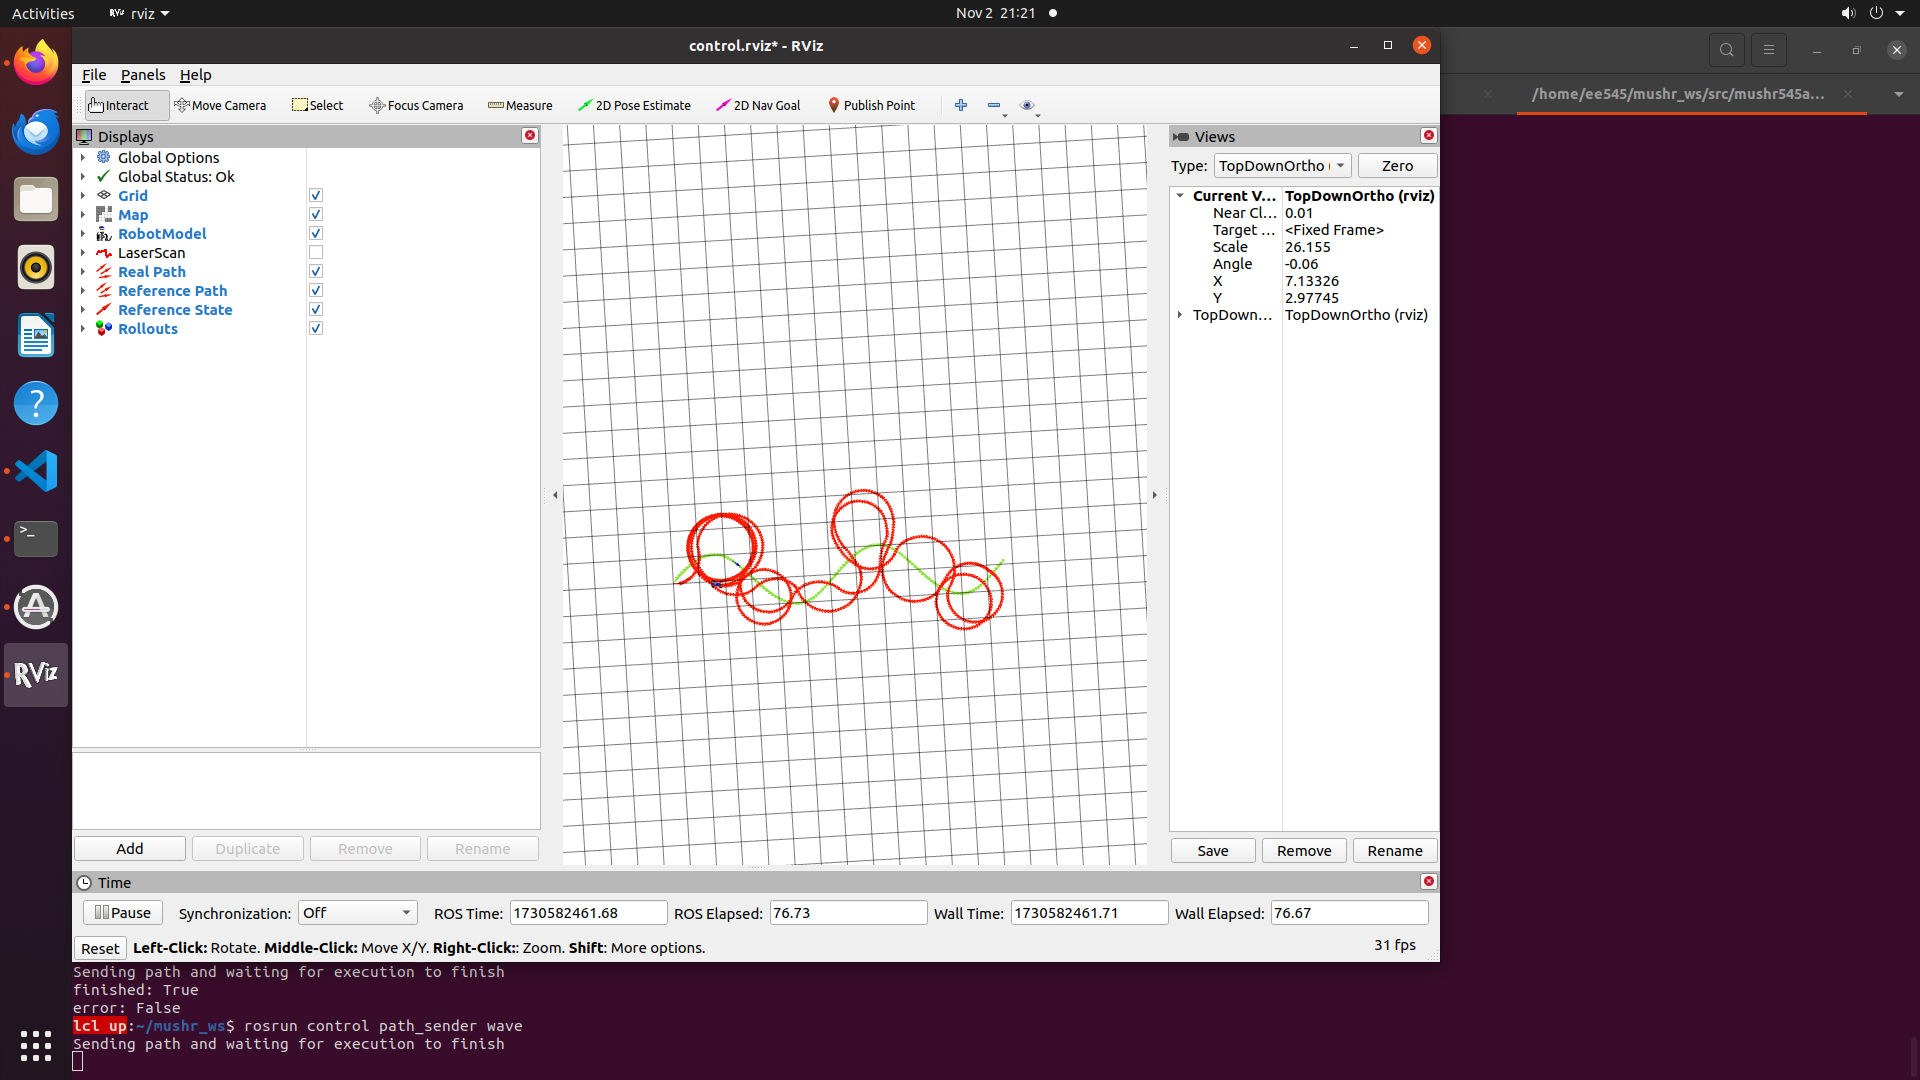 Activities
RViz rviz
Nov 2 21:21
control.rviz* - RViz
File Panels Help
Interact Move Camera Select Focus Camera Measure 2D Pose Estimate 2D Nav Goal Publish Point
/home/ee545/mushr_ws/src/mushr545a...
Displays
Global Options
Global Status: Ok
Grid
Map
RobotModel
LaserScan
Real Path
Reference Path
Reference State
Rollouts
Add Duplicate Remove Rename
Views
Type: TopDownOrtho ( Zero
Current V... TopDownOrtho (rviz)
Near Cl... 0.01
Target ... <Fixed Frame>
Scale 26.155
Angle -0.06
X 7.13326
Y 2.97745
TopDown... TopDownOrtho (rviz)
Save Remove Rename
RViz
Time
Pause Synchronization: Off ROS Time: 1730582461.68 ROS Elapsed: 76.73 Wall Time: 1730582461.71 Wall Elapsed: 76.67
Reset Left-Click: Rotate. Middle-Click: Move X/Y. Right-Click:: Zoom. Shift: More options. 31 fps
Sending path and waiting for execution to finish
finished: True
error: False
lcl up:~/mushr_ws$ rosrun control path_sender wave
Sending path and waiting for execution to finish